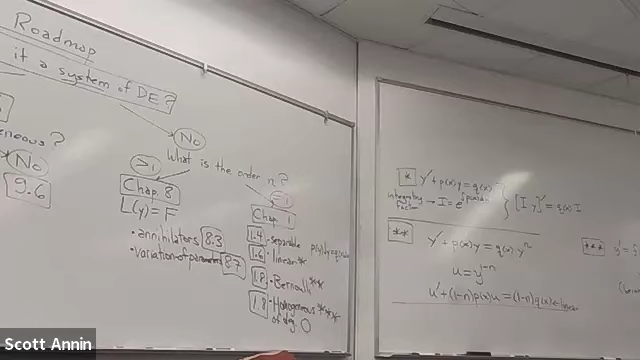 Roadmap
it a system of DE?
eneous?
No
9.6
No
What is the order n?
>1
Chap. 8
L(y) = F
• annihilators 8.3
• variation of parameters 8.7
=1
Chap. 1
1.4 • separable p(y)y'=q(x)
1.6 • linear *
1.8 • Bernoulli **
1.8 • Homogeneous ***
of deg. 0
* y' + p(x)y = q(x)
integrating factor → I = e^∫p(x)dx } [I·y]' = q(x)I
** y' + p(x)y = q(x)y^n
u = y^1-n
u' + (1-n)p(x)u = (1-n)q(x) ← linear
***
Scott Annin